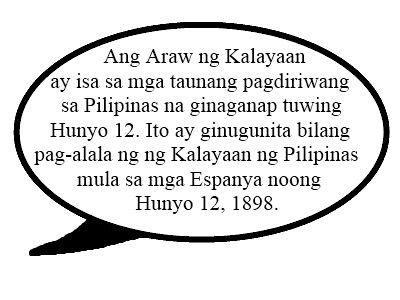 Ang Araw ng Kalayaan
ay isa sa mga taunang pagdiriwang
sa Pilipinas na ginaganap tuwing
Hunyo 12. Ito ay ginugunita bilang
pag-alala ng ng Kalayaan ng Pilipinas
mula sa mga Espanya noong
Hunyo 12, 1898.